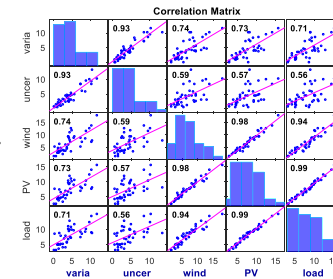 Correlation Matrix
varia 10 5 0.93 0.74 0.73 0.71
uncer 10 5 0.93 0.59 0.57 0.56
wind 15 10 5 0.74 0.59 0.98 0.94
PV 15 10 5 0.73 0.57 0.98 0.99
load 10 5 0.71 0.56 0.94 0.99
0 5 10 0 5 10 5 10 15 5 10 15 5 10
varia uncer wind PV load